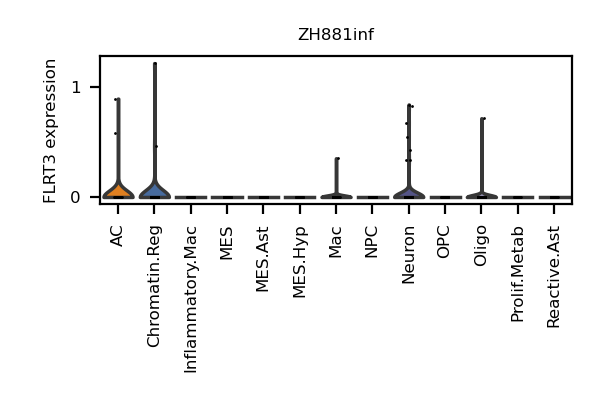 ZH881inf
FLRT3 expression
1
0
AC
Chromatin.Reg
Inflammatory.Mac
MES
MES.Ast
MES.Hyp
Mac
NPC
Neuron
OPC
Oligo
Prolif.Metab
Reactive.Ast